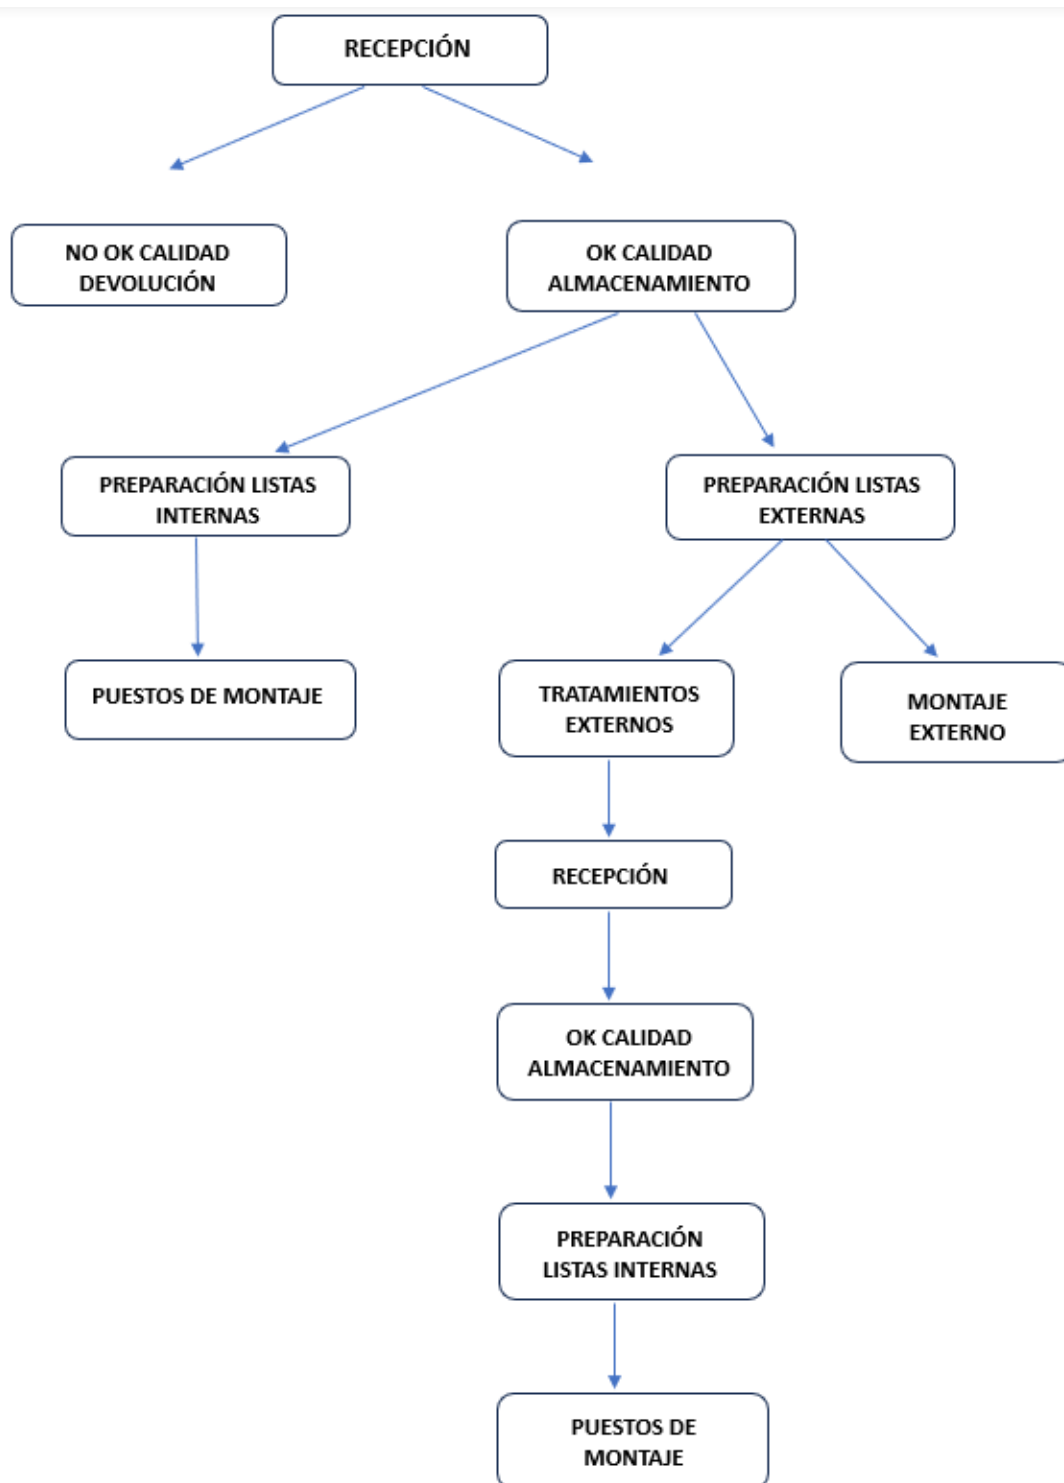 RECEPCIÓN
NO OK CALIDAD
DEVOLUCIÓN
OK CALIDAD
ALMACENAMIENTO
PREPARACIÓN LISTAS
INTERNAS
PREPARACIÓN LISTAS
EXTERNAS
PUESTOS DE MONTAJE
TRATAMIENTOS
EXTERNOS
MONTAJE
EXTERNO
RECEPCIÓN
OK CALIDAD
ALMACENAMIENTO
PREPARACIÓN
LISTAS INTERNAS
PUESTOS DE
MONTAJE